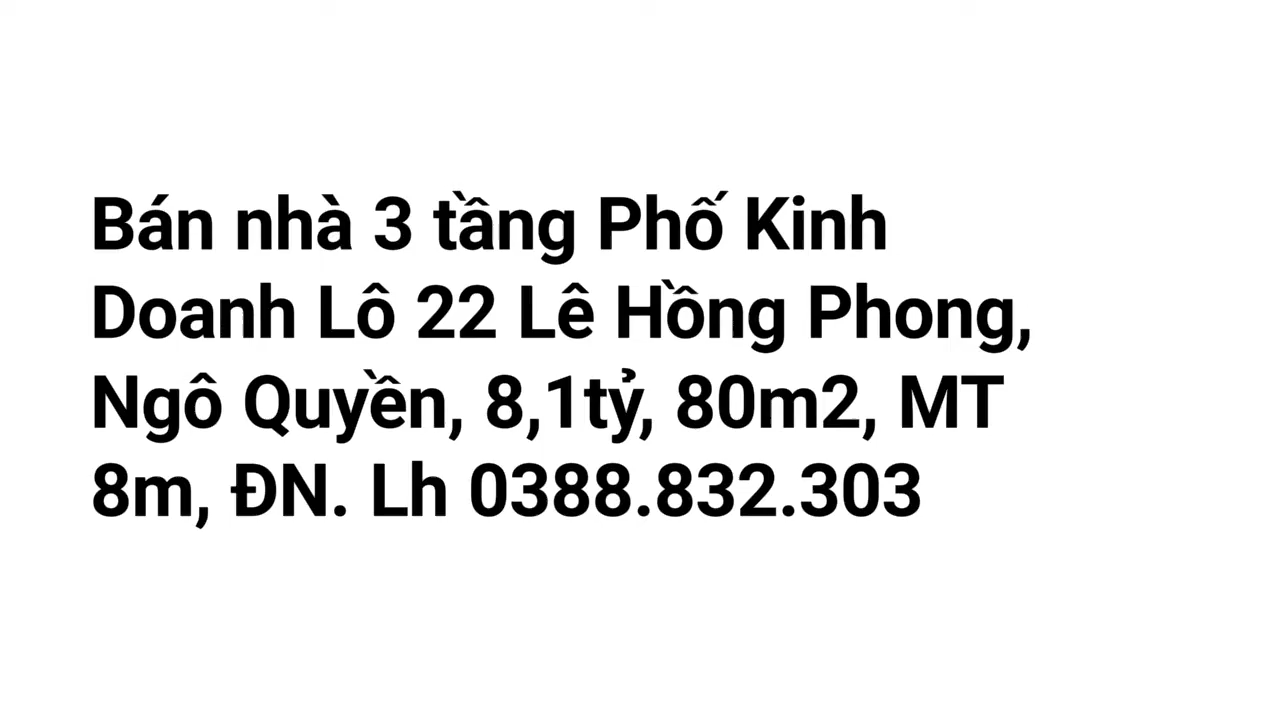 Bán nhà 3 tầng Phố Kinh
Doanh Lô 22 Lê Hồng Phong,
Ngô Quyền, 8,1tỷ, 80m2, MT
8m, ĐN. Lh 0388.832.303